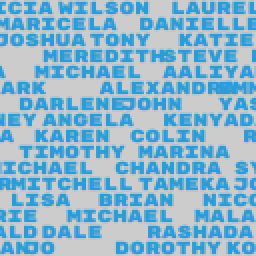 ICIA WILSON LAUREL
MARICELA DANIELLE
JOSHUA TONY KATIE
MEREDITH STEVE
MICHAEL AALIYA
ARK ALEXANDR
DARLENE JOHN YAS
NEY ANGELA KENYADA
A KAREN COLIN R
TIMOTHY MARINA
MICHAEL CHANDRA SY
MITCHELL TAMEKA JO
LISA BRIAN NICO
RIE MICHAEL MALA
ALD DALE RASHADA
JO DOROTHY KO